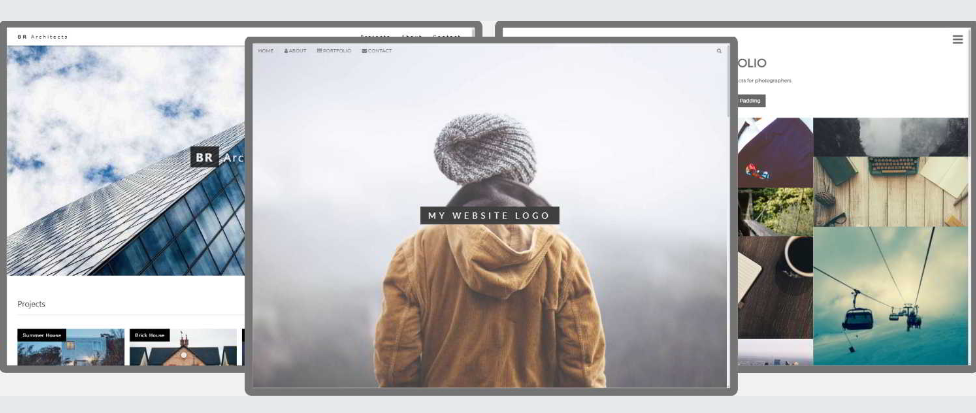 BR Architects
Projects About Contact
BR Arc
Projects
Summer House
Brick House
HOME ABOUT PORTFOLIO CONTACT
MY WEBSITE LOGO
OLIO
for photographers.
Padding